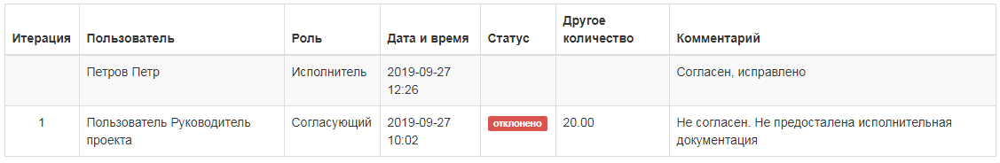 Итерация Пользователь Роль Дата и время Статус Другое количество Комментарий
Петров Петр Исполнитель 2019-09-27 12:26 Согласен, исправлено
1 Пользователь Руководитель проекта Согласующий 2019-09-27 10:02 отклонено 20.00 Не согласен. Не предосталена исполнительная документация